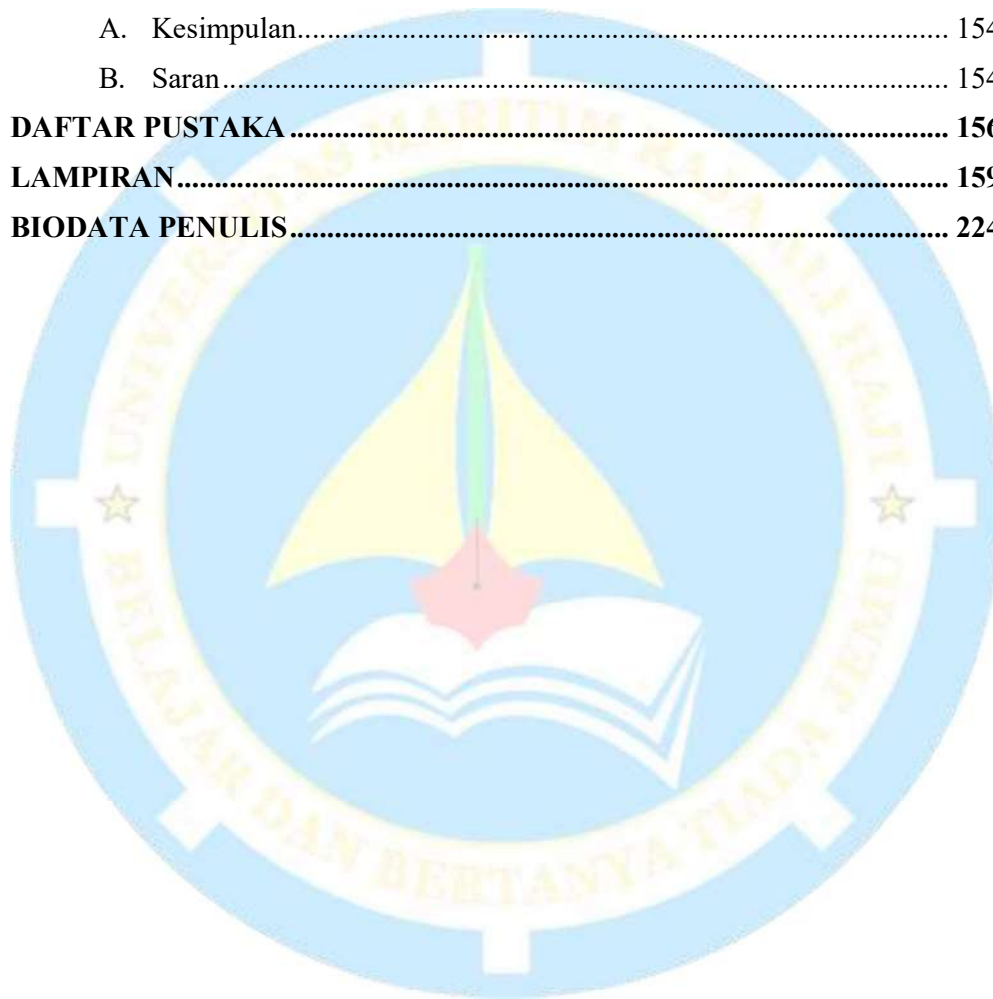 A. Kesimpulan.......................................................................................... 154
B. Saran..................................................................................................... 154
DAFTAR PUSTAKA............................................................................................. 156
LAMPIRAN............................................................................................................. 159
BIODATA PENULIS............................................................................................. 224
UNIVERSITAS MARITIM RAJA ALI HAJI
BELAJAR DAN BERTANYA TIADA JEMU